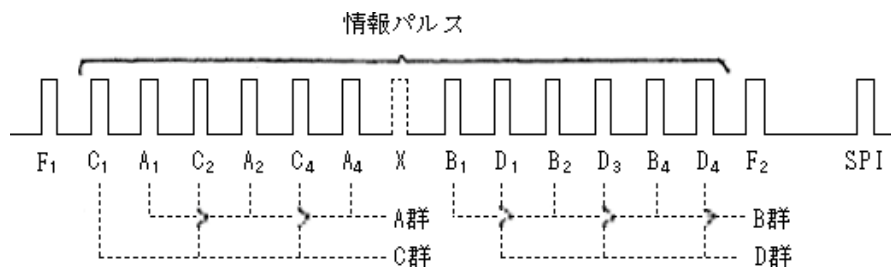 情報パルス
F₁ C₁ A₁ C₂ A₂ C₄ A₄ X B₁ D₁ B₂ D₃ B₄ D₄ F₂ SPI
A群 B群
C群 D群